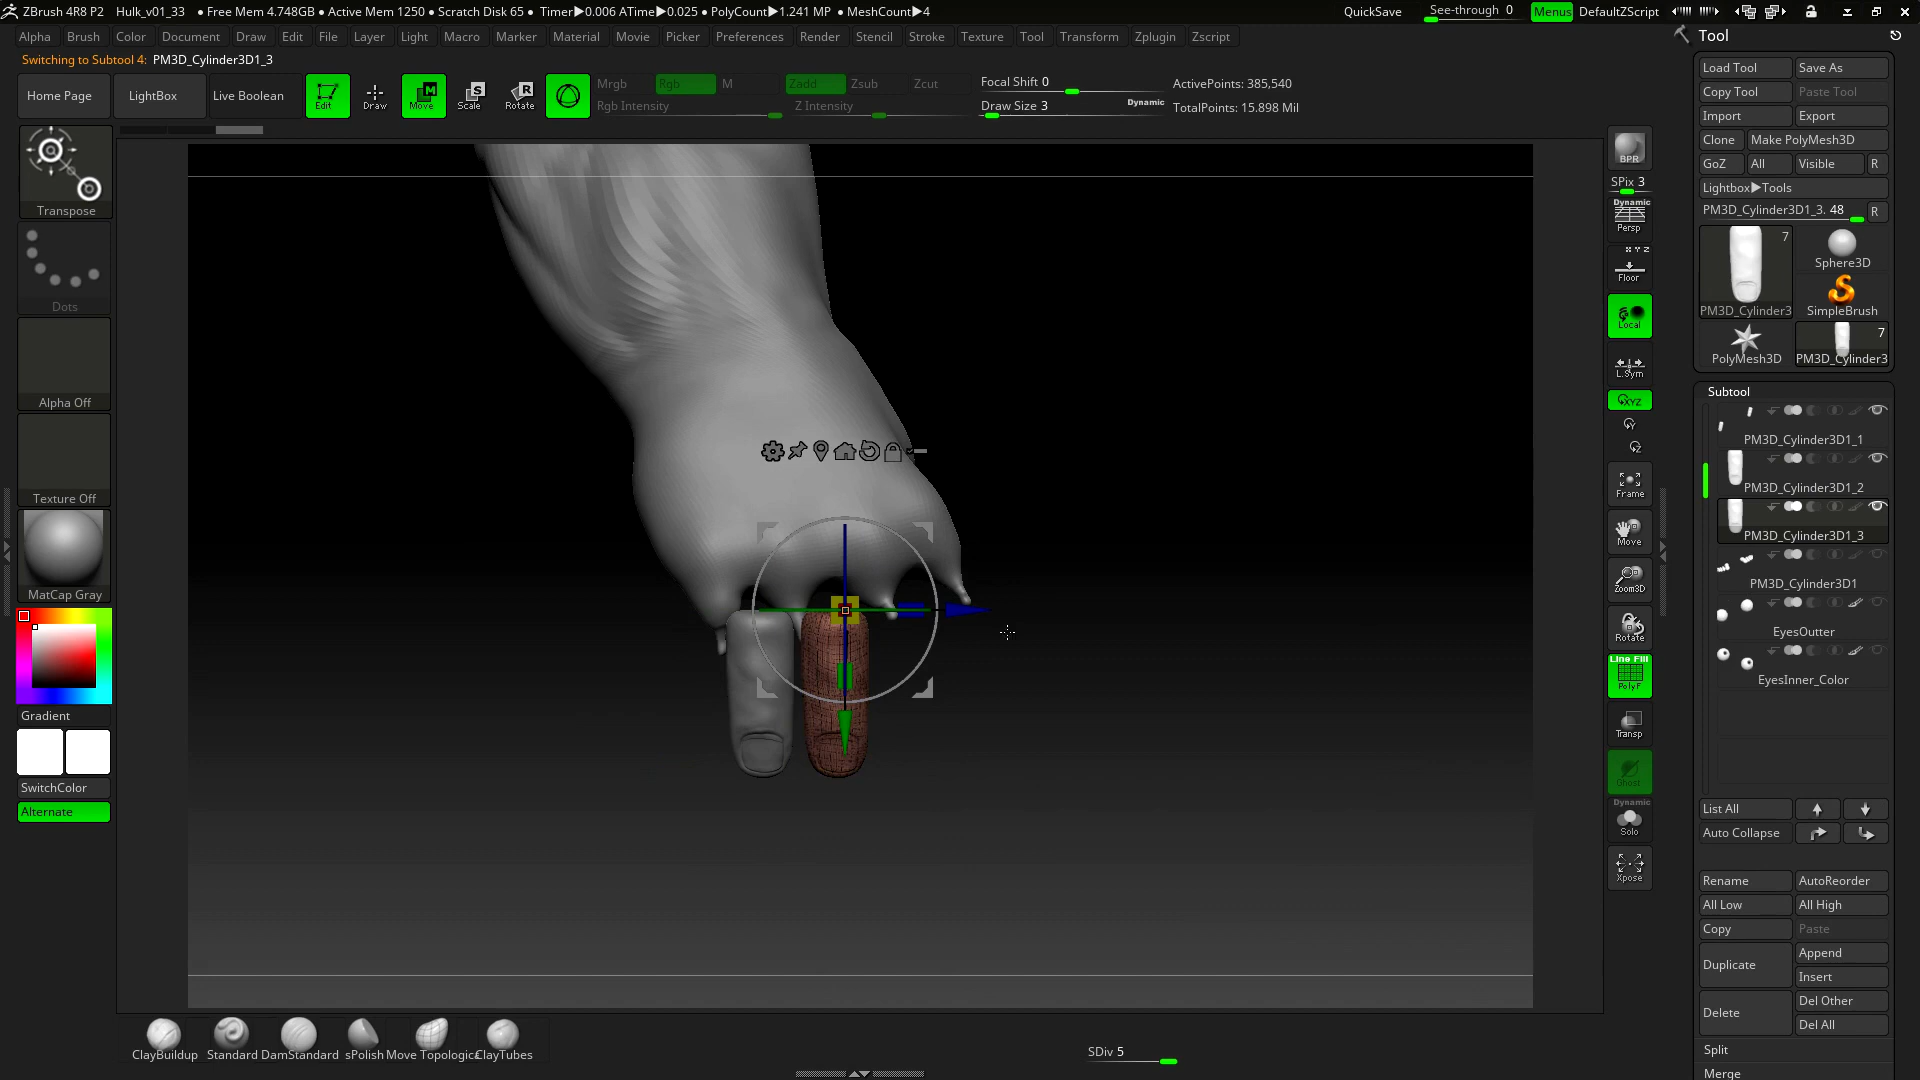 ZBrush 4R8 P2 Hulk_v01_33 • Free Mem 4.748GB • Active Mem 1250 • Scratch Disk 65 • Timer▶0.006 ATime▶0.025 • PolyCount▶1.241 MP • MeshCount▶4 QuickSave See-through 0 Menus DefaultZScript
Alpha Brush Color Document Draw Edit File Layer Light Macro Marker Material Movie Picker Preferences Render Stencil Stroke Texture Tool Transform Zplugin Zscript
Tool
Switching to Subtool 4: PM3D_Cylinder3D1_3
Load Tool Save As
Copy Tool Paste Tool
Import Export
Clone Make PolyMesh3D
GoZ All Visible R
Lightbox▶Tools
PM3D_Cylinder3D1_3. 48 R
7
Sphere3D
PM3D_Cylinder3 SimpleBrush
7
PolyMesh3D PM3D_Cylinder3
Home Page LightBox Live Boolean Edit Draw Move Scale Rotate
M S R
Mrgb Rgb M Zadd Zsub Zcut
Rgb Intensity Z Intensity
Focal Shift 0
Draw Size 3 Dynamic
ActivePoints: 385,540
TotalPoints: 15.898 Mil
Transpose
Dots
Alpha Off
Texture Off
MatCap Gray
Gradient
SwitchColor
Alternate
BPR
SPix 3
Dynamic
Persp
X Y Z
Floor
Local
L.Sym
XYZ
Y
Z
Frame
Move
Zoom3D
Rotate
Line Fill
PolyF
Transp
Ghost
Dynamic
Solo
Xpose
Subtool
PM3D_Cylinder3D1_1
PM3D_Cylinder3D1_2
PM3D_Cylinder3D1_3
PM3D_Cylinder3D1
EyesOutter
EyesInner_Color
List All
Auto Collapse
Rename AutoReorder
All Low All High
Copy Paste
Duplicate Append
Insert
Delete Del Other
Del All
Split
Merge
ClayBuildup Standard DamStandard sPolish Move Topologica ClayTubes
SDiv 5